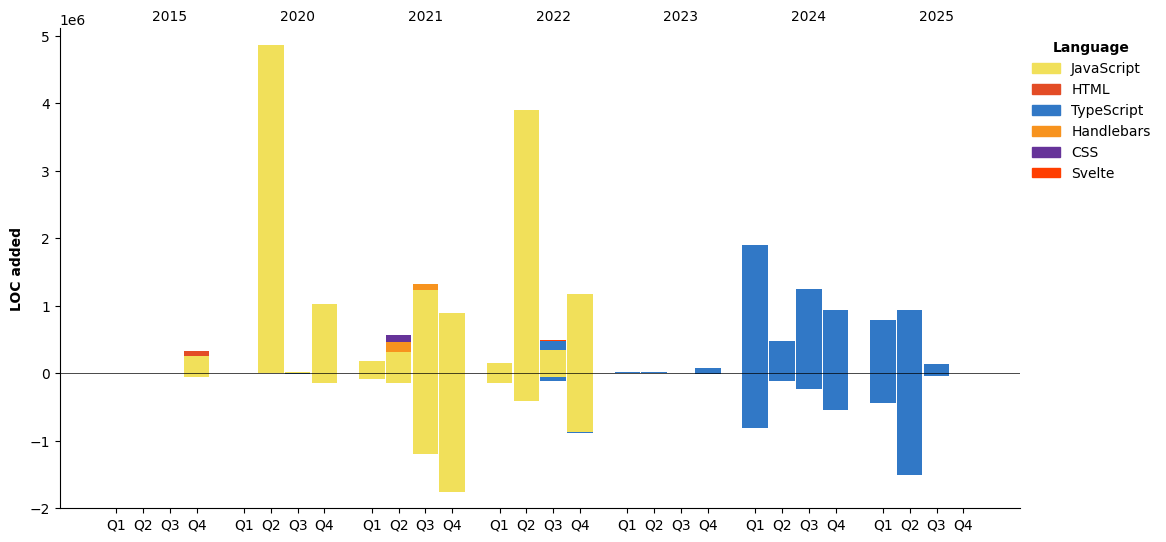 1e6
2015 2020 2021 2022 2023 2024 2025
Language
JavaScript
HTML
TypeScript
Handlebars
CSS
Svelte
LOC added
5
4
3
2
1
0
−1
−2
Q1 Q2 Q3 Q4 Q1 Q2 Q3 Q4 Q1 Q2 Q3 Q4 Q1 Q2 Q3 Q4 Q1 Q2 Q3 Q4 Q1 Q2 Q3 Q4 Q1 Q2 Q3 Q4